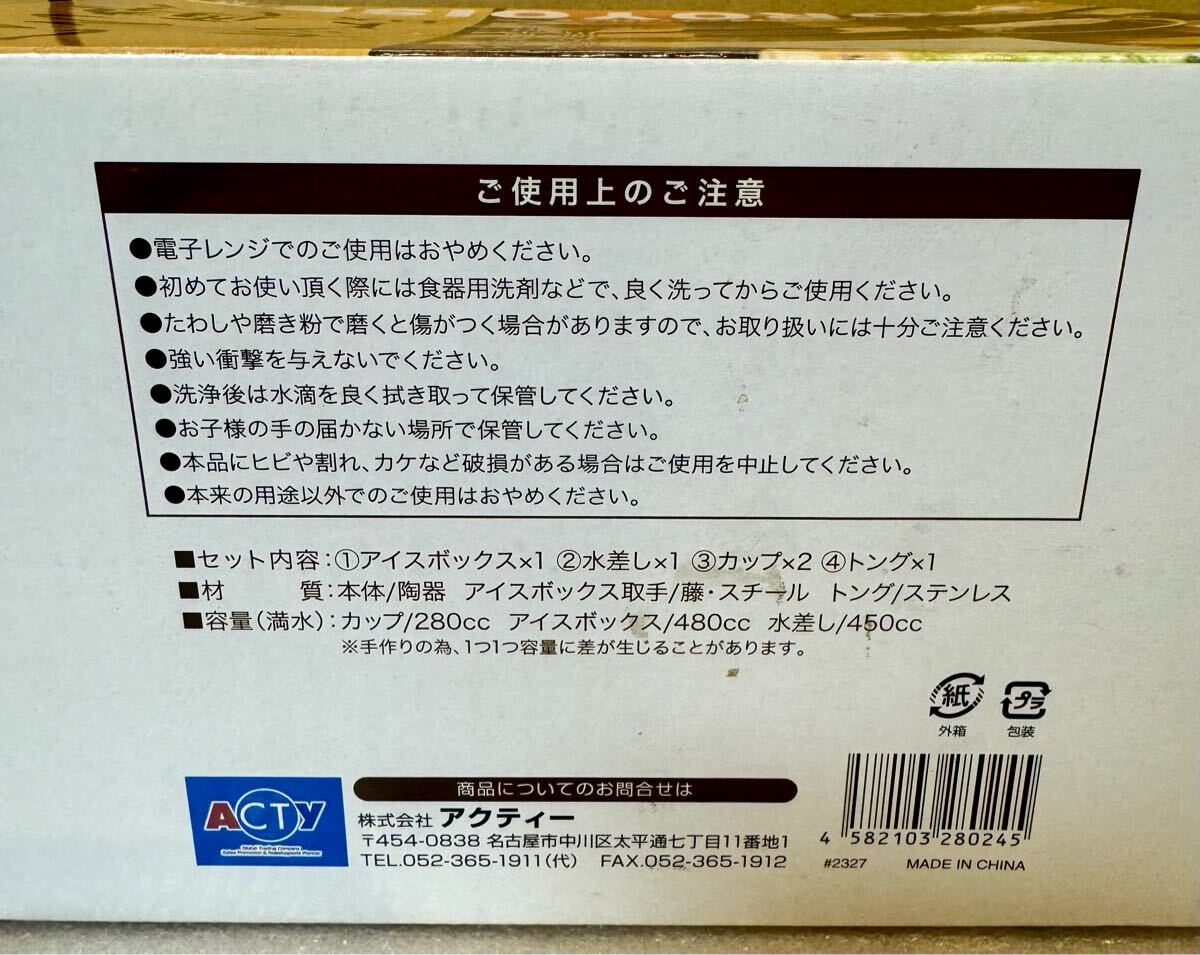 ご使用上のご注意
●電子レンジでのご使用はおやめください。
●初めてお使い頂く際には食器用洗剤などで、良く洗ってからご使用ください。
●たわしや磨き粉で磨くと傷がつく場合がありますので、お取り扱いには十分ご注意ください。
●強い衝撃を与えないでください。
●洗浄後は水滴を良く拭き取って保管してください。
●お子様の手の届かない場所で保管してください。
●本品にヒビや割れ、カケなど破損がある場合はご使用を中止してください。
●本来の用途以外でのご使用はおやめください。
■セット内容：①アイスボックス×1 ②水差し×1 ③カップ×2 ④トング×1
■材　　　質：本体/陶器 アイスボックス取手/藤・スチール トング/ステンレス
■容量（満水）：カップ/280cc アイスボックス/480cc 水差し/450cc
※手作りの為、1つ1つ容量に差が生じることがあります。
紙 プラ
外箱 包装
ACTY
Global Trading Company
商品についてのお問合せは
株式会社 アクティー
〒454-0838 名古屋市中川区太平通七丁目11番地1
TEL.052-365-1911（代） FAX.052-365-1912
4 582103 280245
#2327 MADE IN CHINA